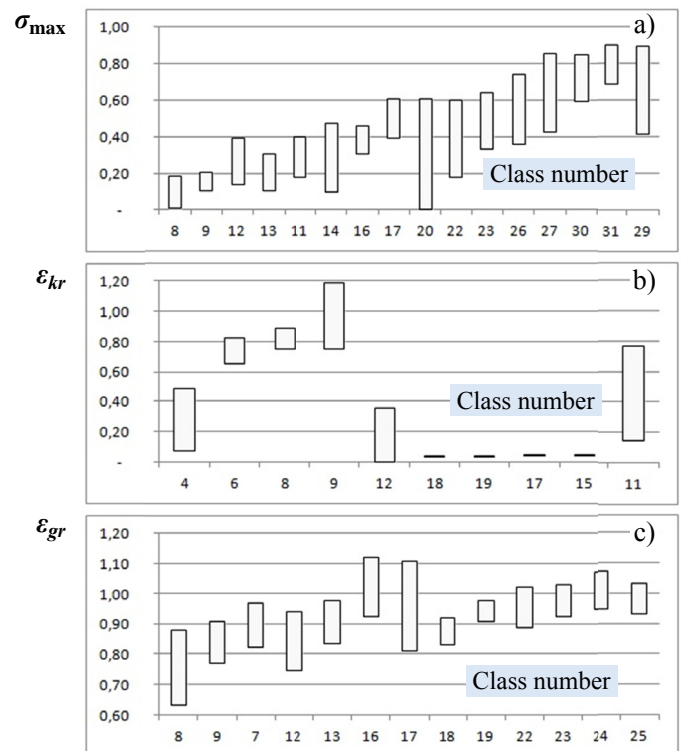 σmax
a)
1,00
0,80
0,60
0,40
0,20
-
Class number
8 9 12 13 11 14 16 17 20 22 23 26 27 30 31 29
εkr
b)
1,20
1,00
0,80
0,60
0,40
0,20
-
Class number
4 6 8 9 12 18 19 17 15 11
εgr
c)
1,20
1,10
1,00
0,90
0,80
0,70
0,60
Class number
8 9 7 12 13 16 17 18 19 22 23 24 25